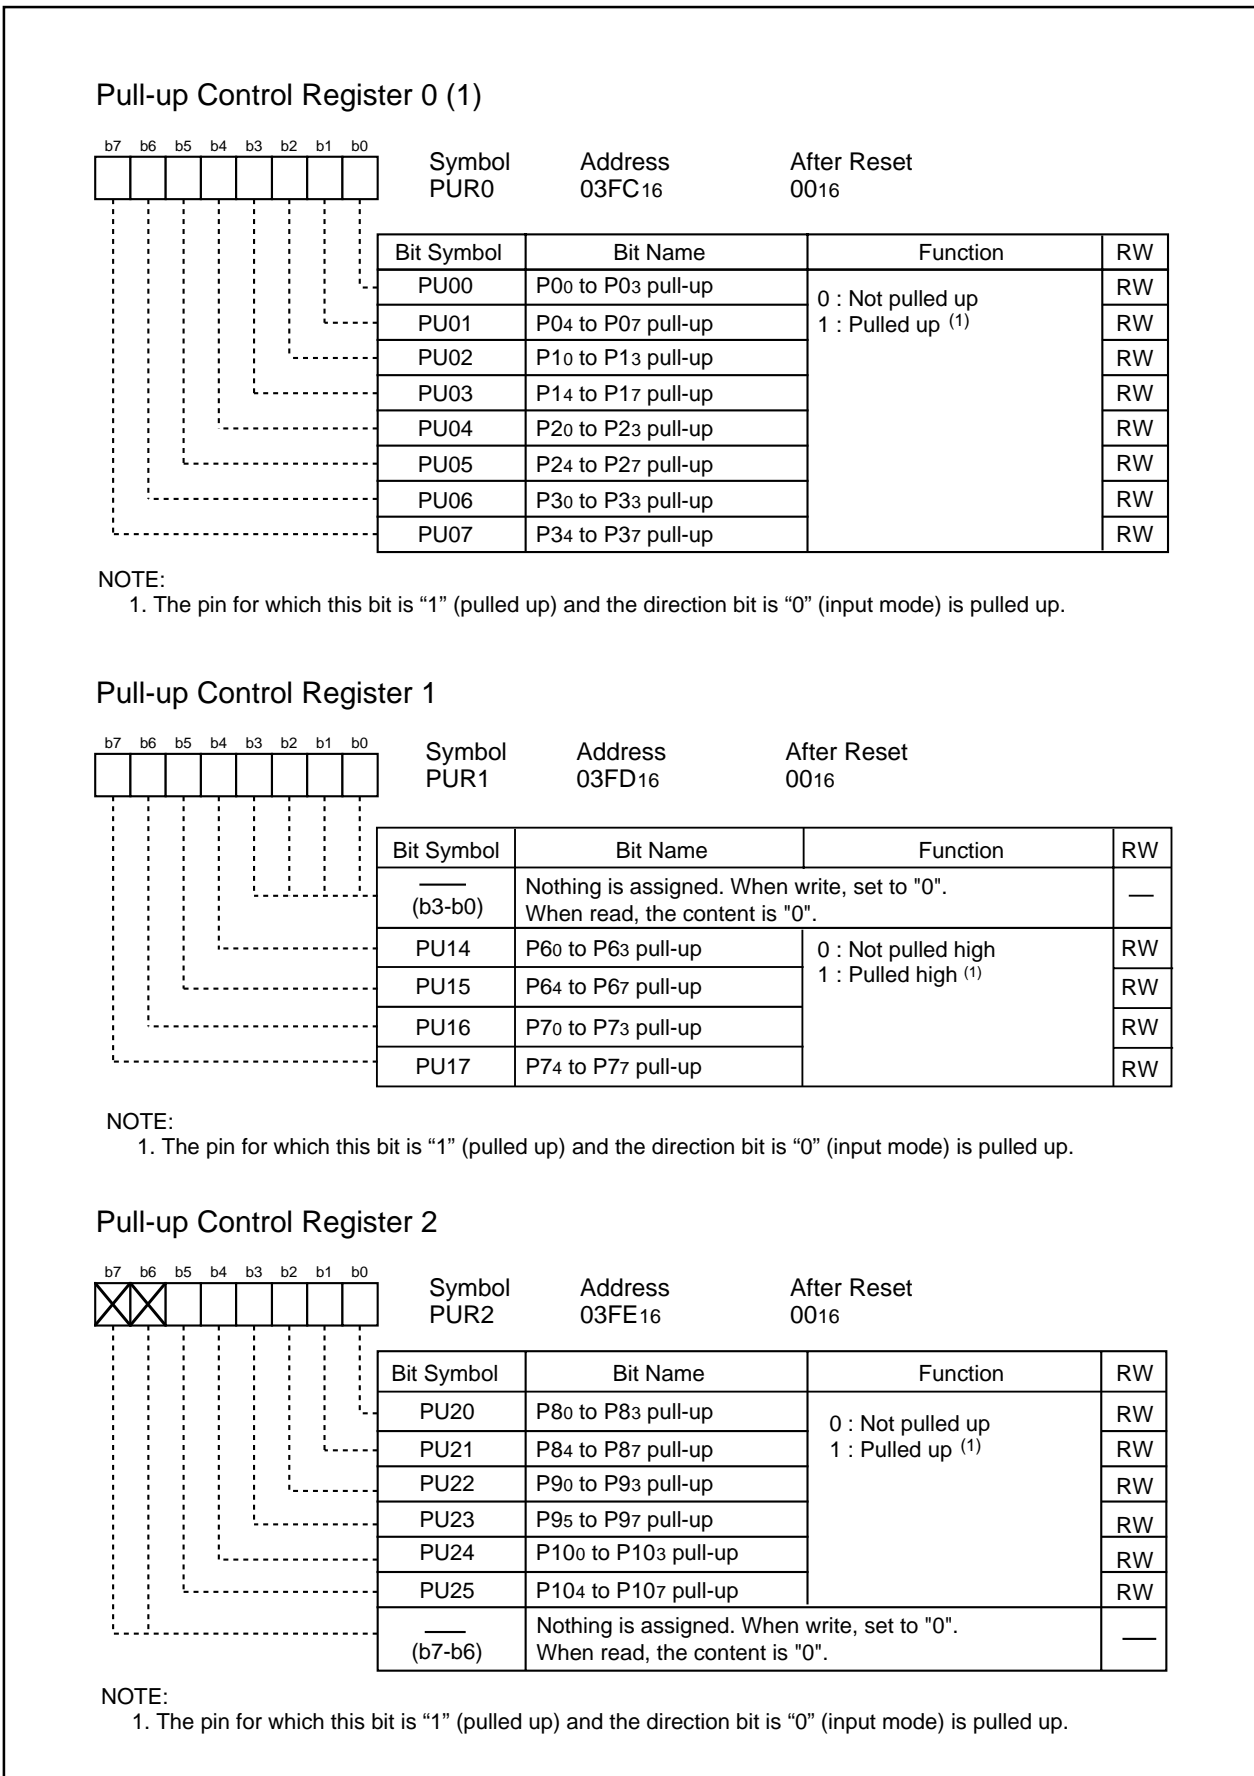 Pull-up Control Register 0 (1)
b7 b6 b5 b4 b3 b2 b1 b0
Symbol Address After Reset
PUR0 03FC16 0016
Bit Symbol Bit Name Function RW
PU00 P00 to P03 pull-up 0 : Not pulled up RW
PU01 P04 to P07 pull-up 1 : Pulled up (1) RW
PU02 P10 to P13 pull-up RW
PU03 P14 to P17 pull-up RW
PU04 P20 to P23 pull-up RW
PU05 P24 to P27 pull-up RW
PU06 P30 to P33 pull-up RW
PU07 P34 to P37 pull-up RW
NOTE:
1. The pin for which this bit is “1” (pulled up) and the direction bit is “0” (input mode) is pulled up.
Pull-up Control Register 1
b7 b6 b5 b4 b3 b2 b1 b0
Symbol Address After Reset
PUR1 03FD16 0016
Bit Symbol Bit Name Function RW
Nothing is assigned. When write, set to "0".
(b3-b0) When read, the content is "0".
PU14 P60 to P63 pull-up 0 : Not pulled high RW
PU15 P64 to P67 pull-up 1 : Pulled high (1) RW
PU16 P70 to P73 pull-up RW
PU17 P74 to P77 pull-up RW
NOTE:
1. The pin for which this bit is “1” (pulled up) and the direction bit is “0” (input mode) is pulled up.
Pull-up Control Register 2
b7 b6 b5 b4 b3 b2 b1 b0
Symbol Address After Reset
PUR2 03FE16 0016
Bit Symbol Bit Name Function RW
PU20 P80 to P83 pull-up 0 : Not pulled up RW
PU21 P84 to P87 pull-up 1 : Pulled up (1) RW
PU22 P90 to P93 pull-up RW
PU23 P95 to P97 pull-up RW
PU24 P100 to P103 pull-up RW
PU25 P104 to P107 pull-up RW
Nothing is assigned. When write, set to "0".
(b7-b6) When read, the content is "0".
NOTE:
1. The pin for which this bit is “1” (pulled up) and the direction bit is “0” (input mode) is pulled up.